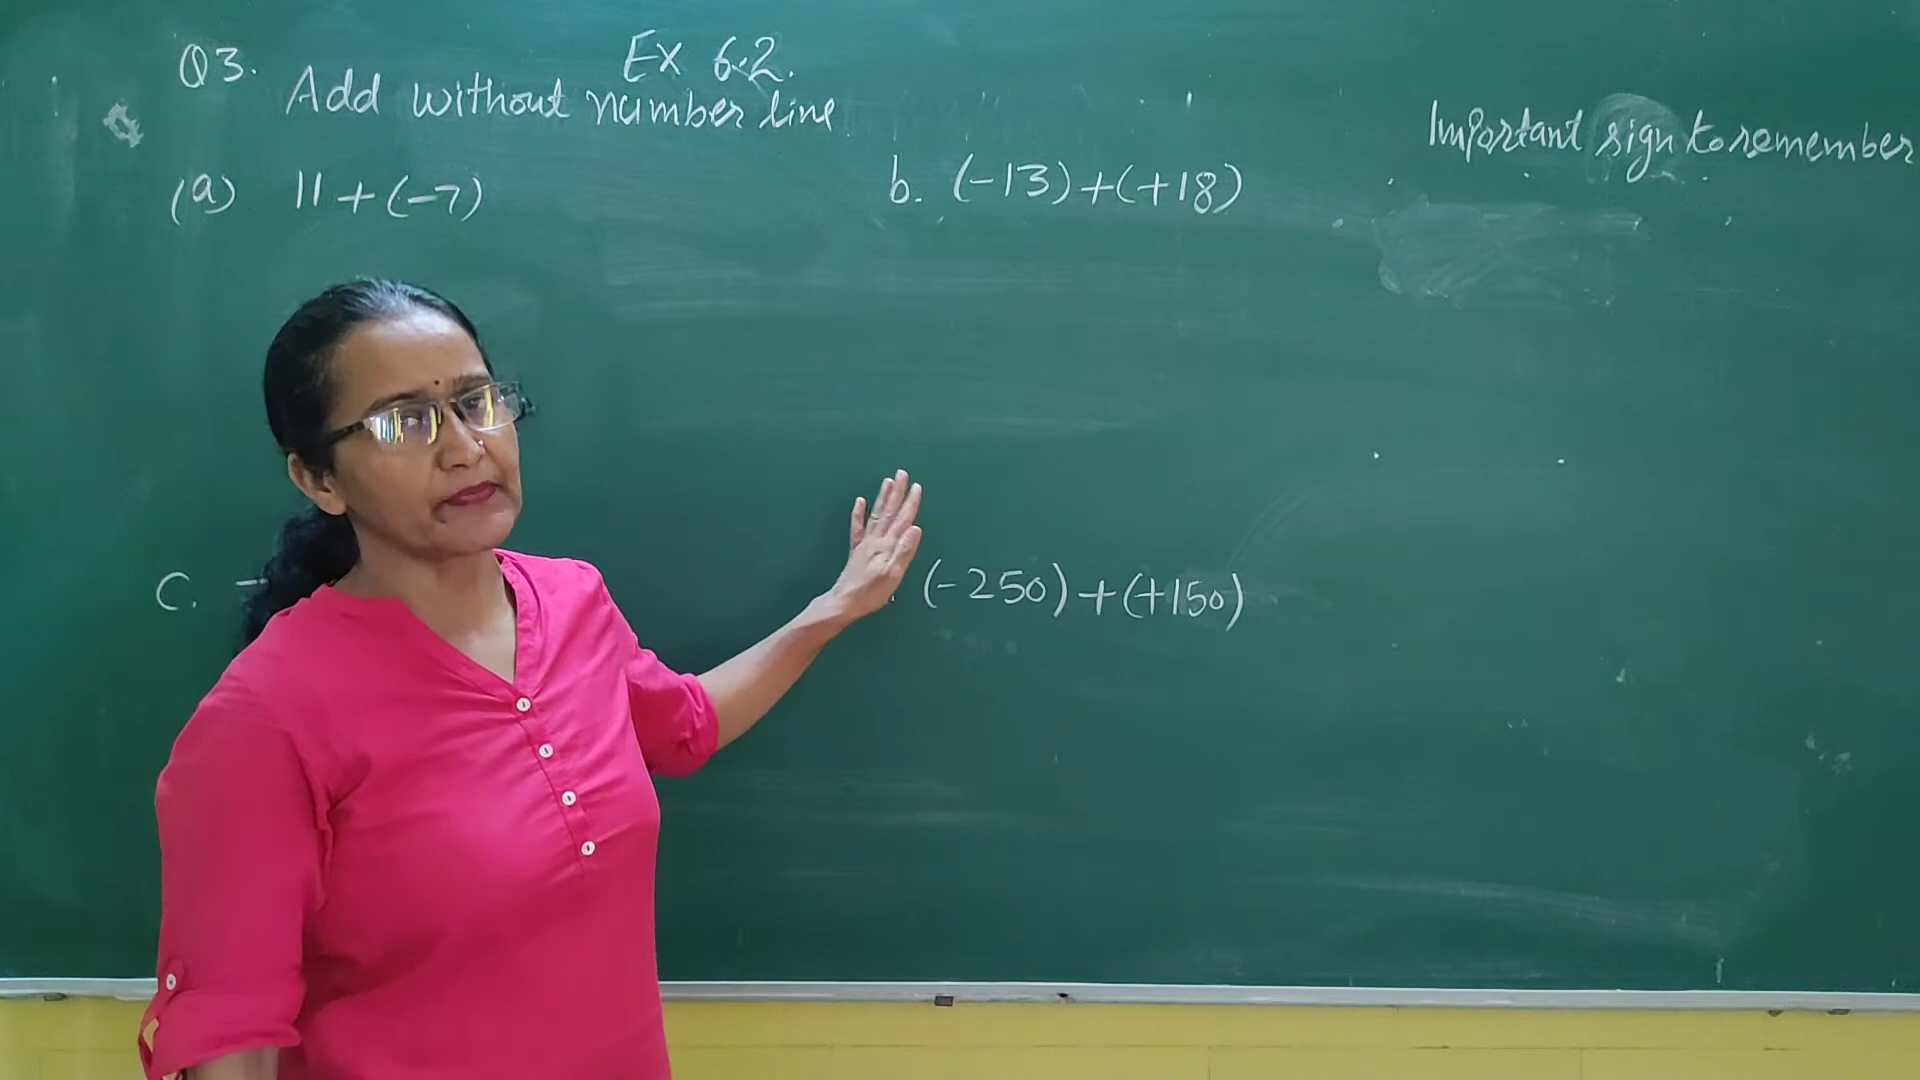 Ex 6.2.
Q3. Add without number line
Important sign to remember
(a) 11+(-7)
b. (-13)+(+18)
c. -
(-250)+(+150)